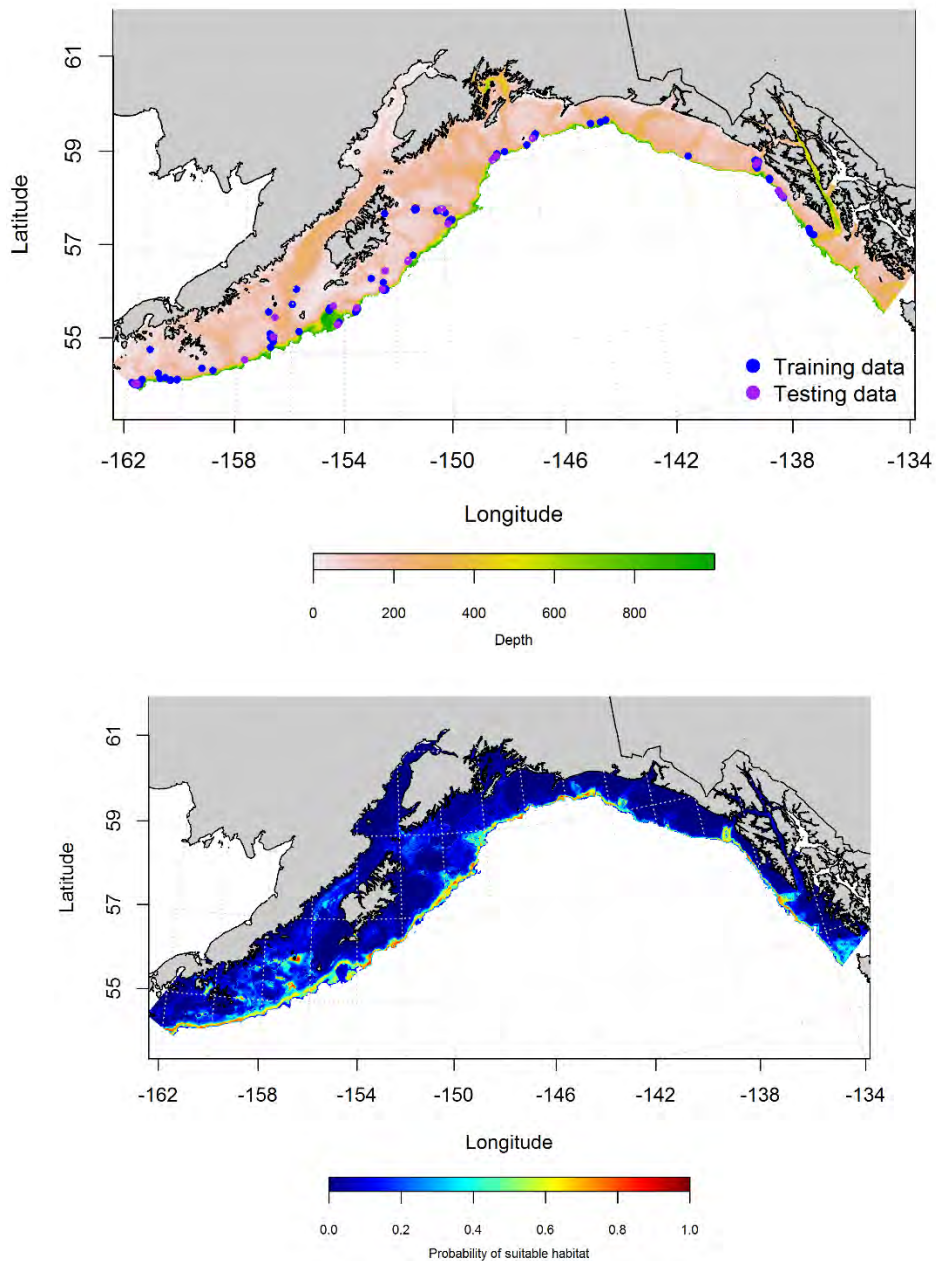 61
59
57
55
Latitude
Training data
Testing data
-162 -158 -154 -150 -146 -142 -138 -134
Longitude
0 200 400 600 800
Depth
61
59
57
55
Latitude
-162 -158 -154 -150 -146 -142 -138 -134
Longitude
0.0 0.2 0.4 0.6 0.8 1.0
Probability of suitable habitat